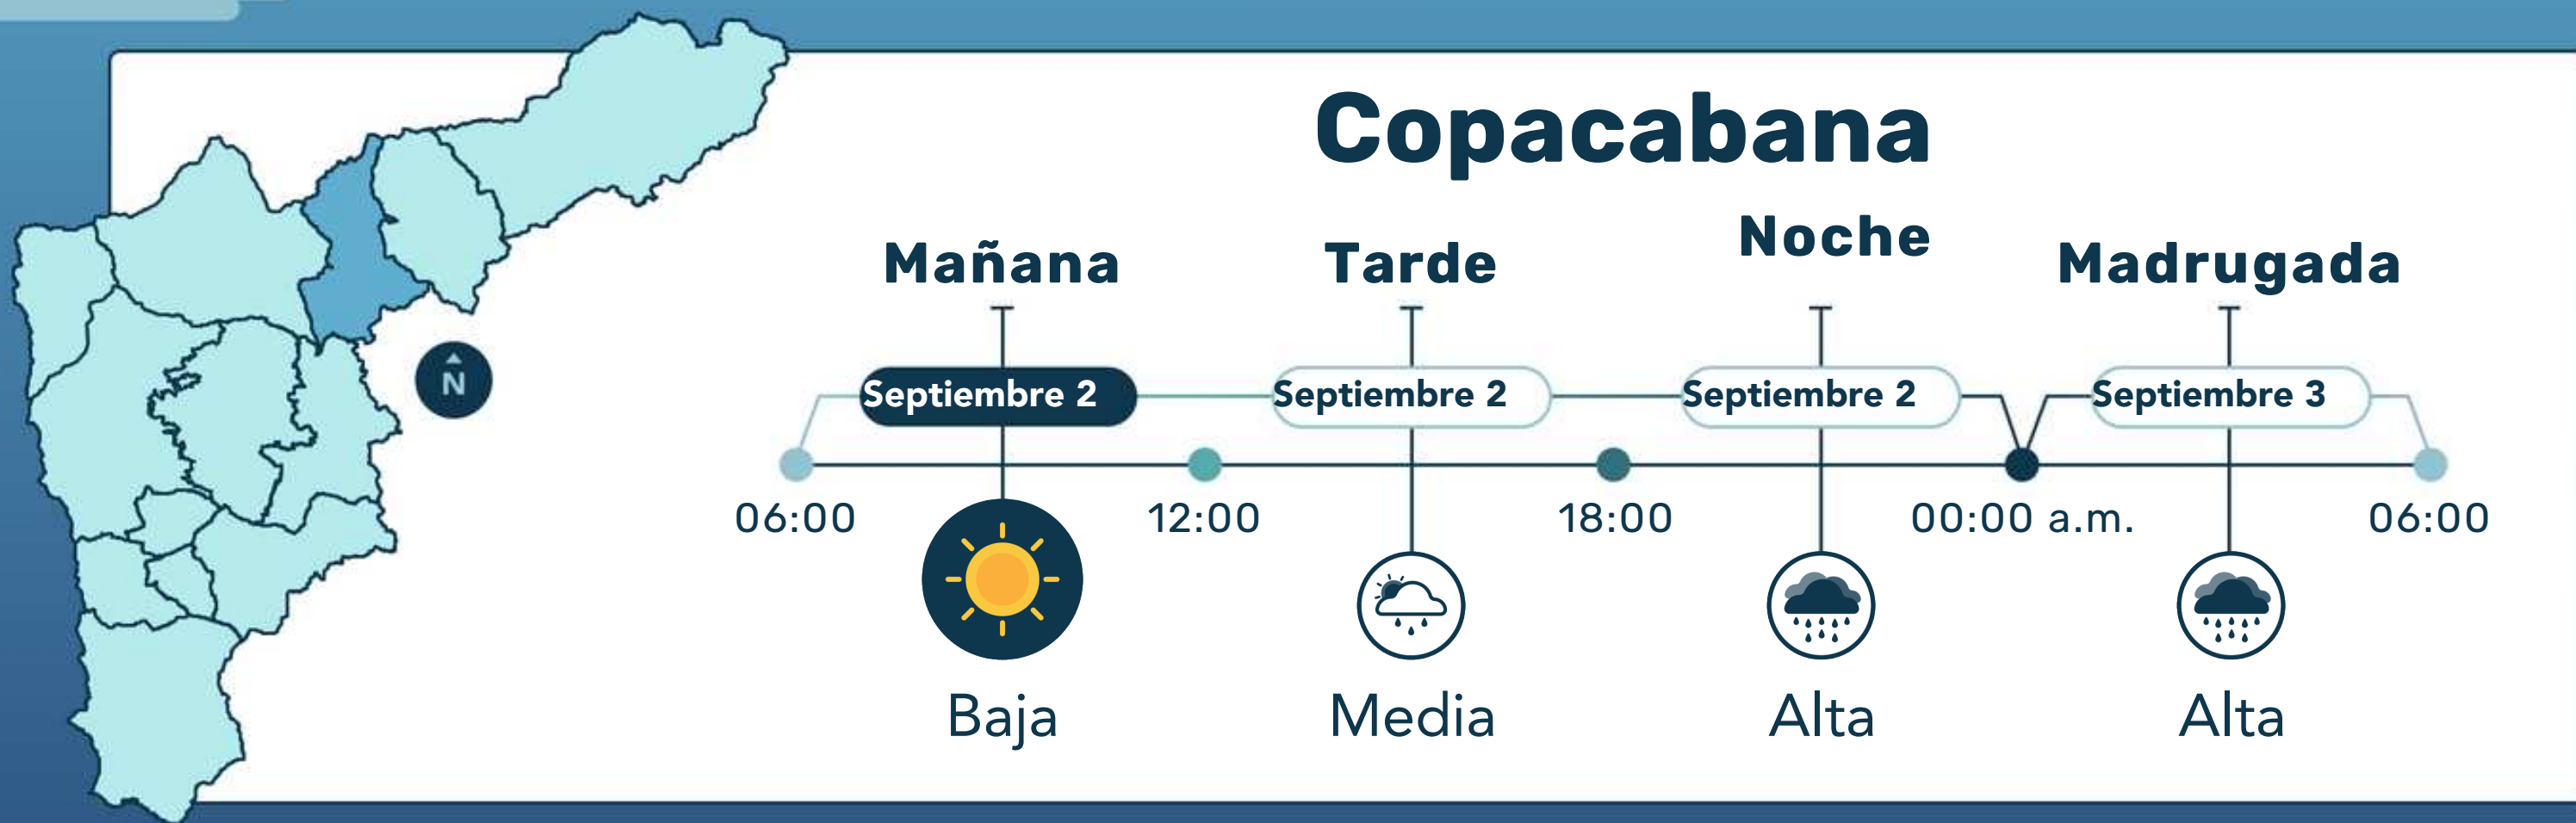 Copacabana
Mañana
Tarde
Noche
Madrugada
Septiembre 2
Septiembre 2
Septiembre 2
Septiembre 3
N
06:00
12:00
18:00
00:00 a.m.
06:00
Baja
Media
Alta
Alta